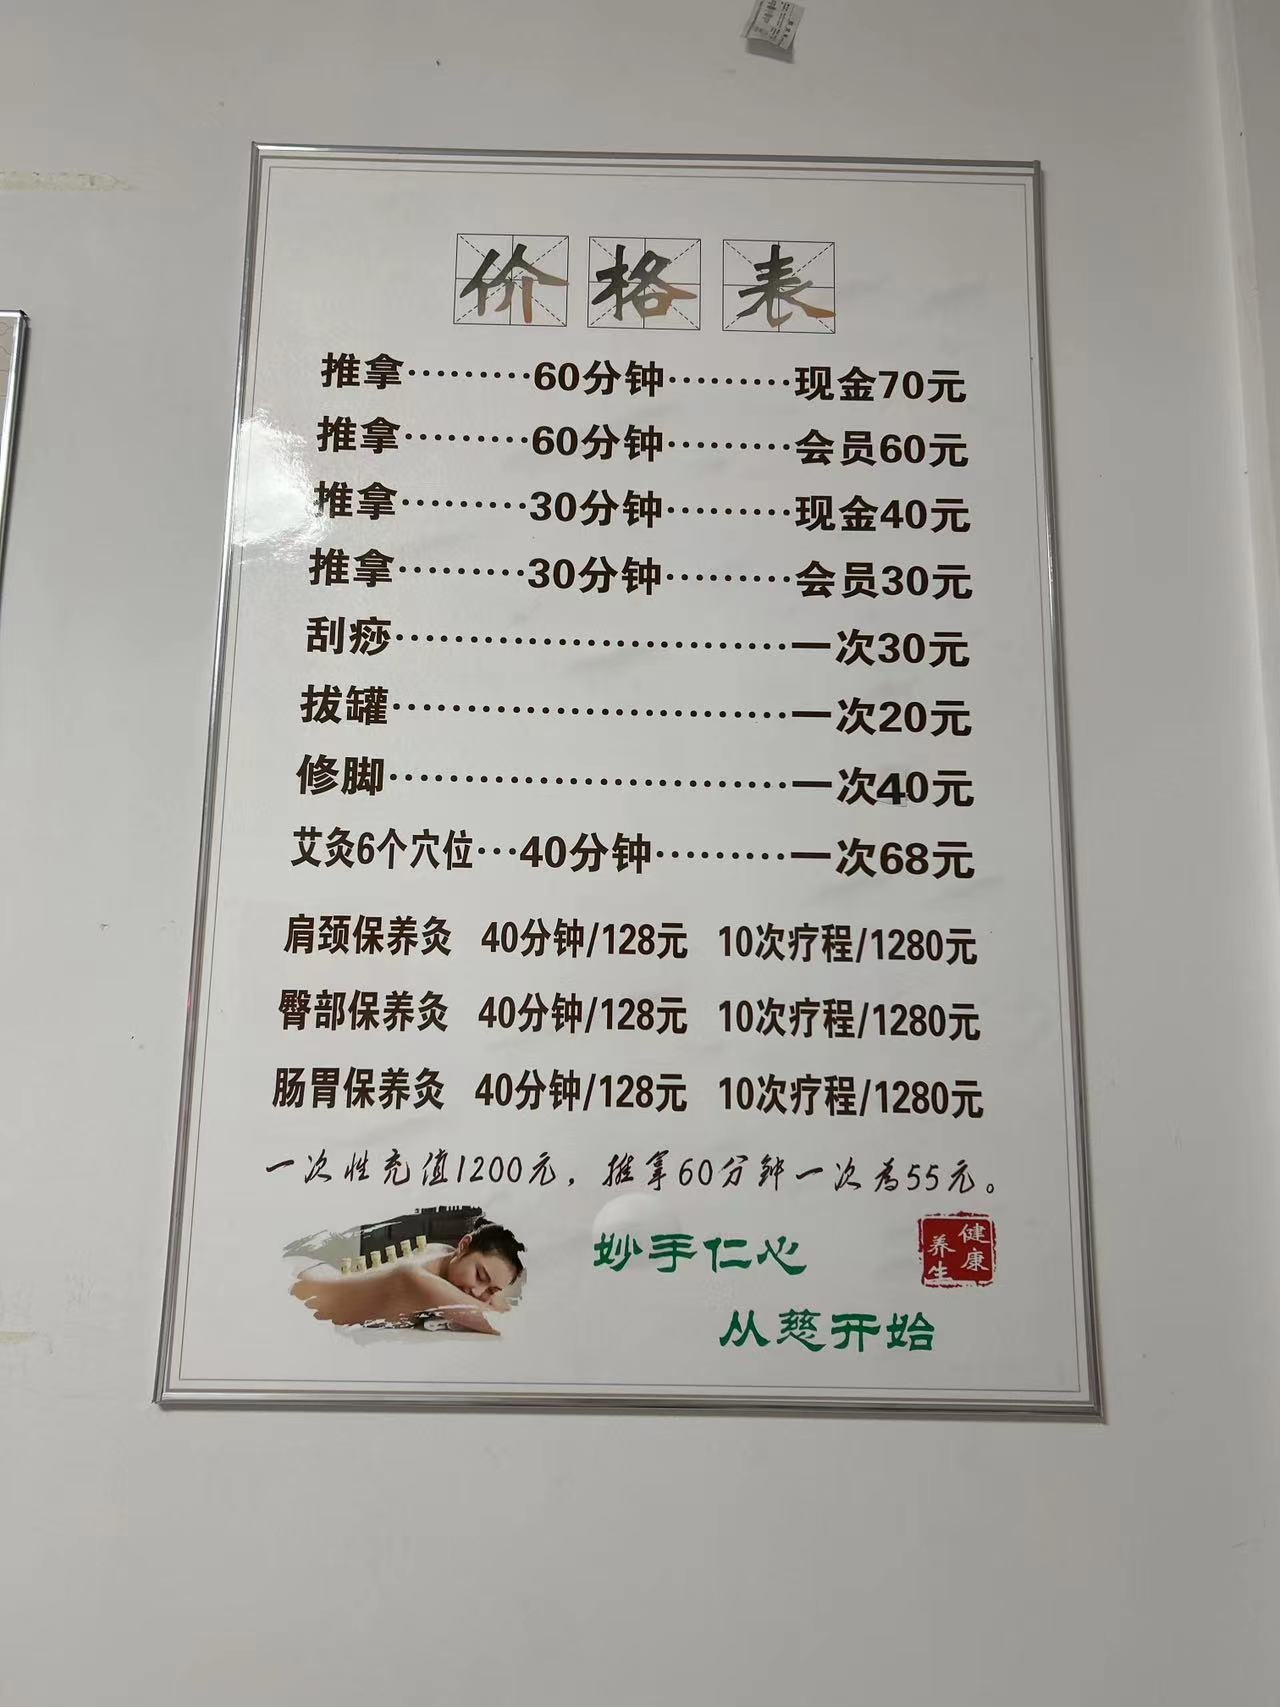 价格表
推拿·········60分钟·········现金70元
推拿·········60分钟·········会员60元
推拿·········30分钟·········现金40元
推拿·········30分钟·········会员30元
刮痧···························一次30元
拔罐···························一次20元
修脚···························一次40元
艾灸6个穴位···40分钟·········一次68元
肩颈保养灸 40分钟/128元 10次疗程/1280元
臀部保养灸 40分钟/128元 10次疗程/1280元
肠胃保养灸 40分钟/128元 10次疗程/1280元
一次性充值1200元，推拿60分钟一次为55元。
妙手仁心
健康
养生
从慈开始